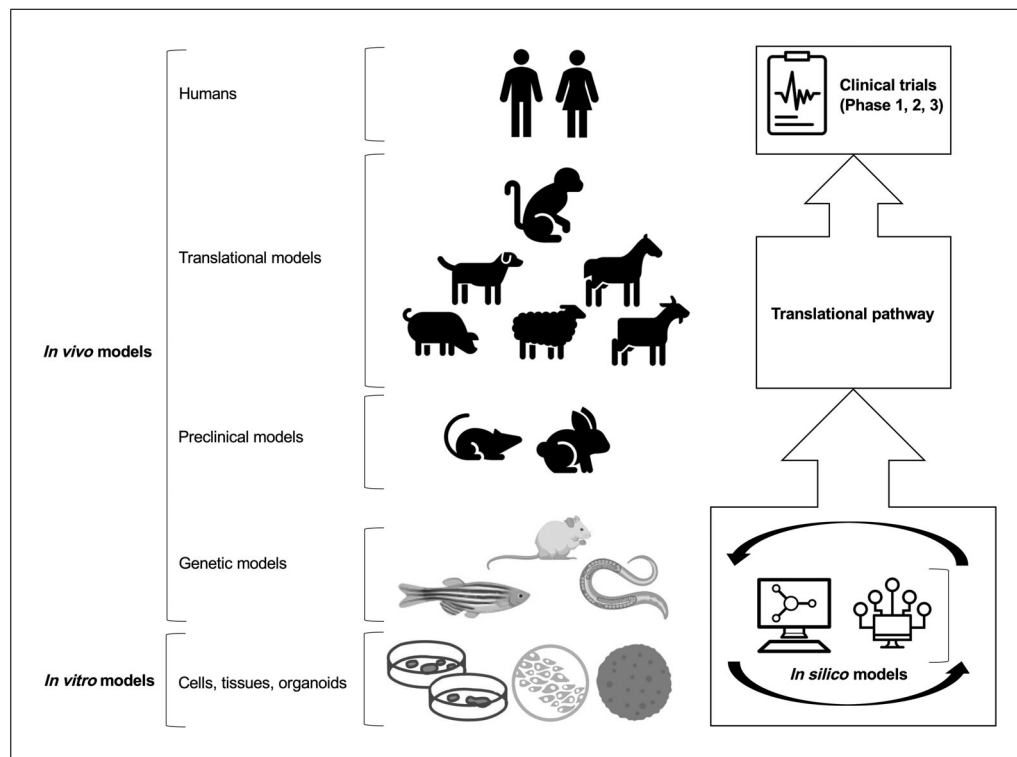 Humans
Clinical trials
(Phase 1, 2, 3)
Translational models
Translational pathway
In vivo models
Preclinical models
Genetic models
In vitro models
Cells, tissues, organoids
In silico models